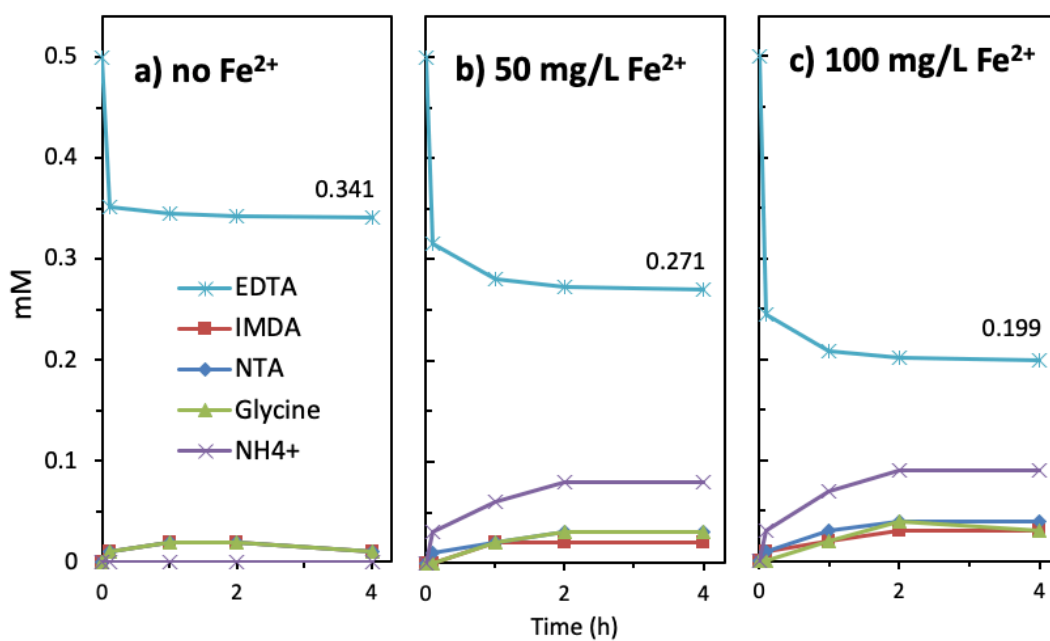 a) no Fe²⁺
b) 50 mg/L Fe²⁺
c) 100 mg/L Fe²⁺
0.5
0.4
0.3
0.2
0.1
0
mM
0.341
0.271
0.199
EDTA
IMDA
NTA
Glycine
NH4+
0 2 4
0 2 4
0 2 4
Time (h)